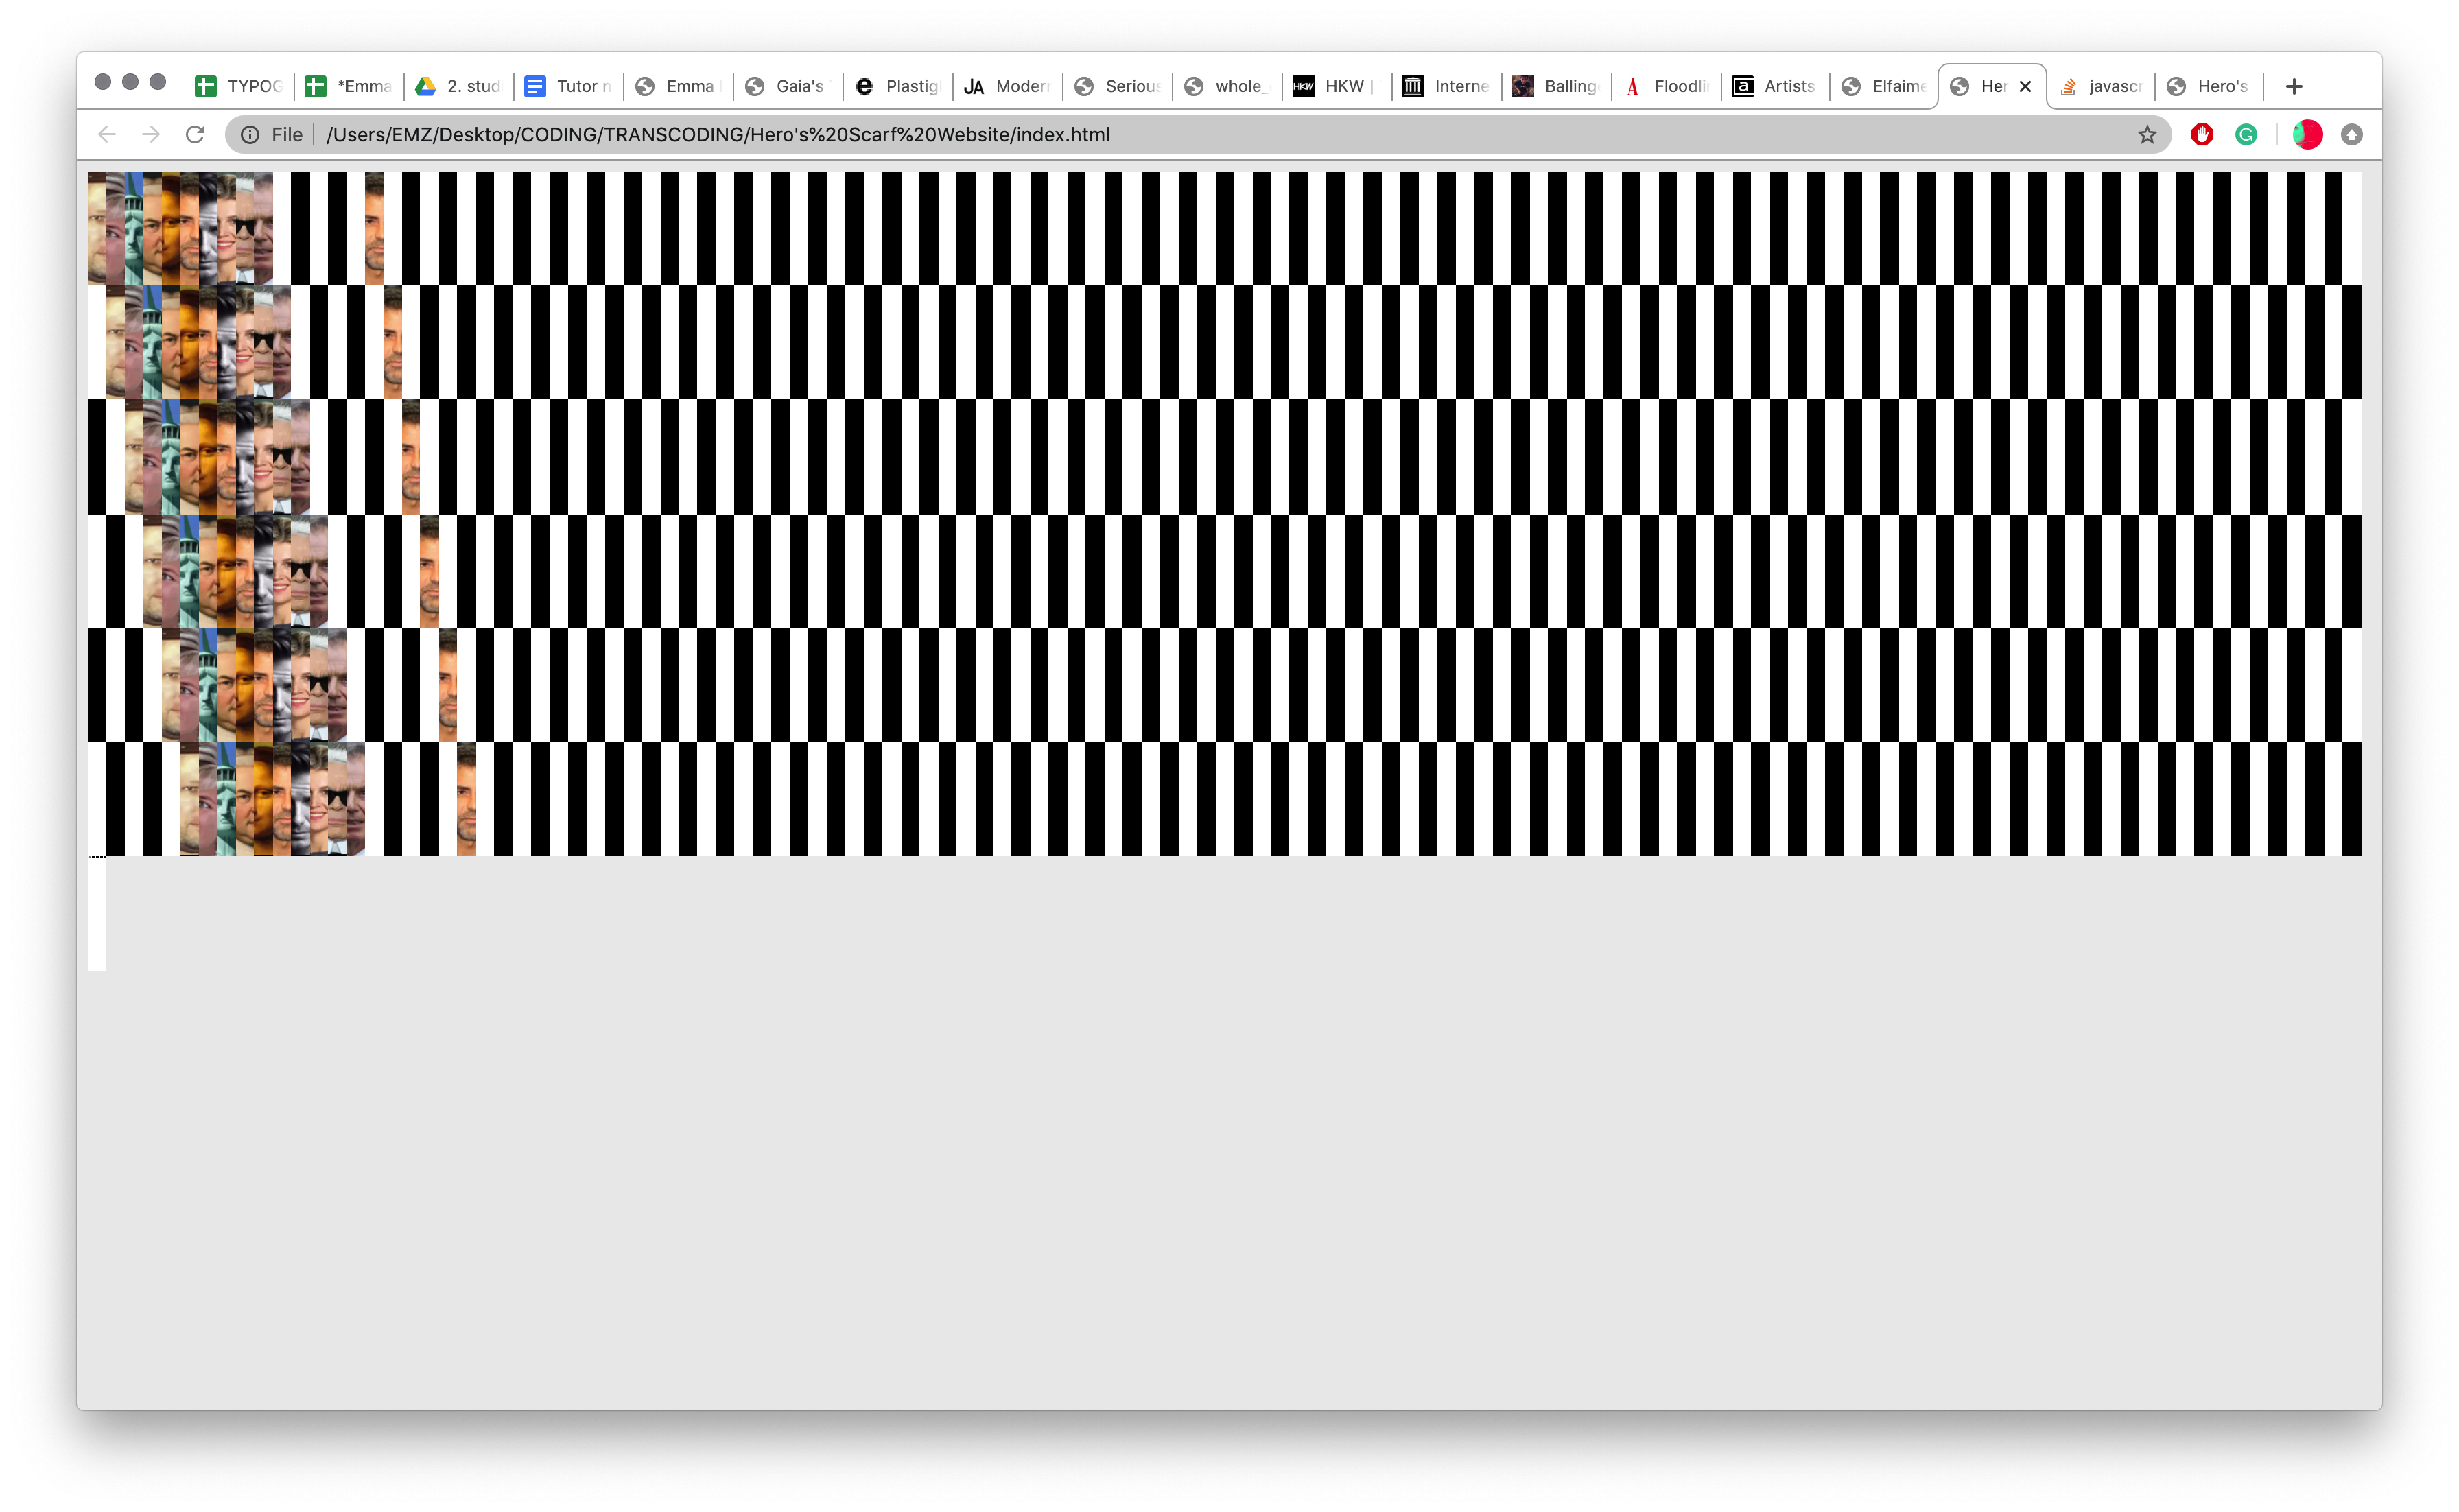 TYPOG *Emma 2. stud Tutor n Emma Gaia's e Plastig JA Modern Serious whole_ HKW HKW | Interne Balling A Floodli a Artists Elfaime Her javascr Hero's
File /Users/EMZ/Desktop/CODING/TRANSCODING/Hero's%20Scarf%20Website/index.html